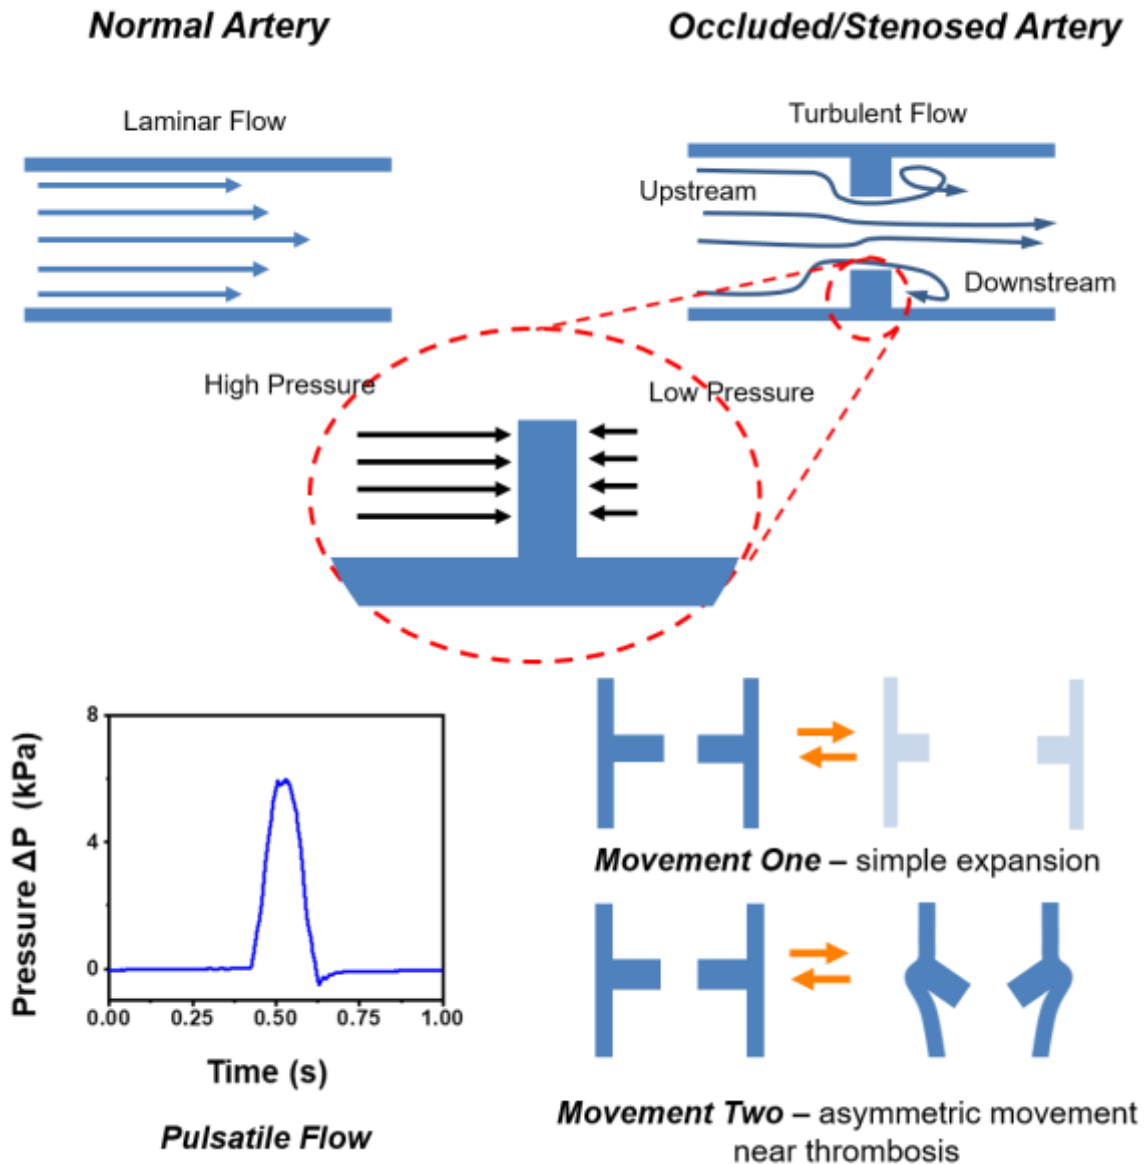 Normal Artery
Occluded/Stenosed Artery
Laminar Flow
Turbulent Flow
Upstream
Downstream
High Pressure
Low Pressure
Pressure ΔP (kPa)
8
4
0
0.00 0.25 0.50 0.75 1.00
Time (s)
Pulsatile Flow
Movement One – simple expansion
Movement Two – asymmetric movement
near thrombosis